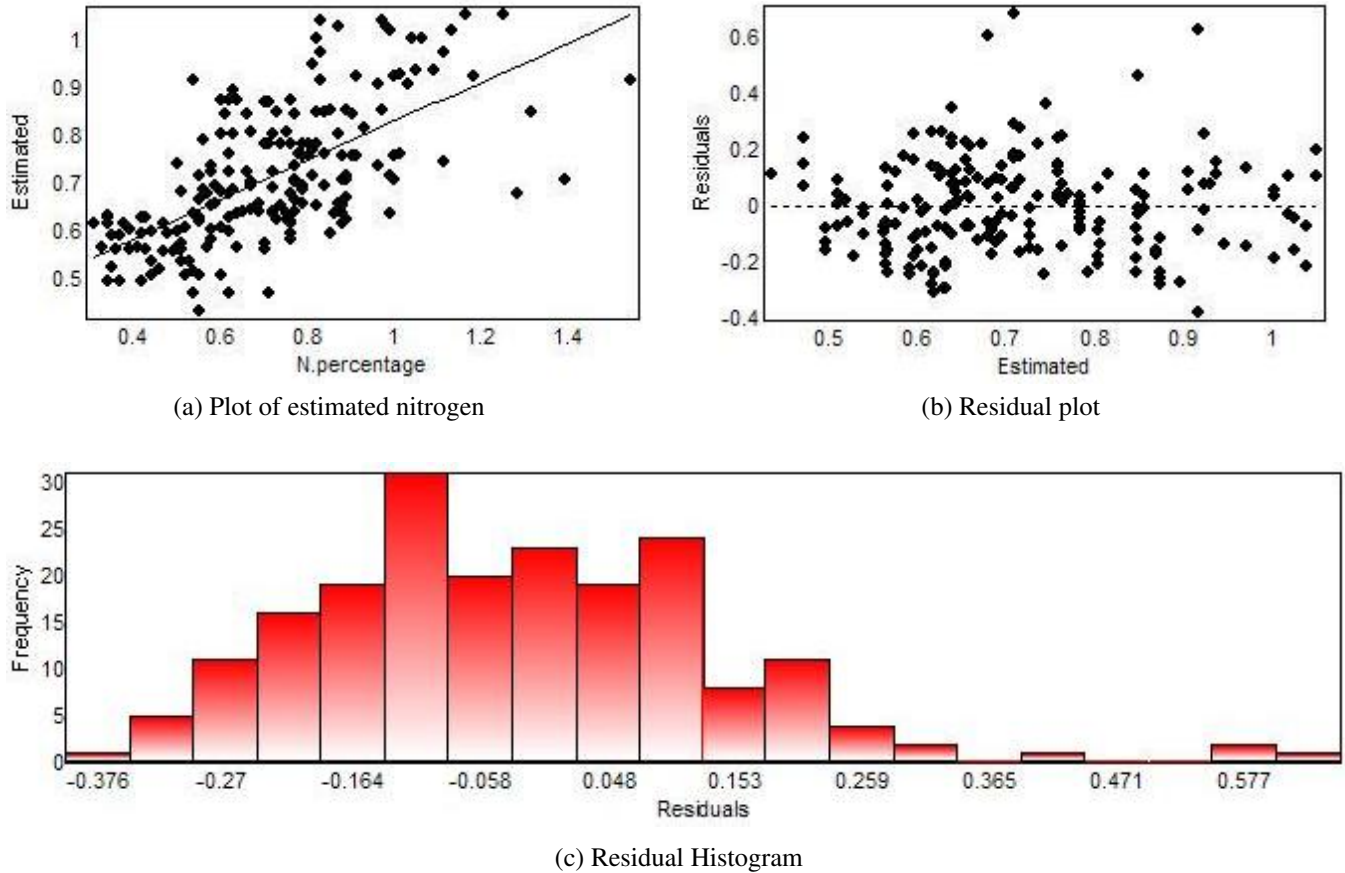 1
0.9
0.8
0.7
0.6
0.5
Estimated
0.4 0.6 0.8 1 1.2 1.4
N.percentage
(a) Plot of estimated nitrogen
0.6
0.4
0.2
0
-0.2
-0.4
Residuals
0.5 0.6 0.7 0.8 0.9 1
Estimated
(b) Residual plot
30
25
20
15
10
5
0
Frequency
-0.376 -0.27 -0.164 -0.058 0.048 0.153 0.259 0.365 0.471 0.577
Residuals
(c) Residual Histogram